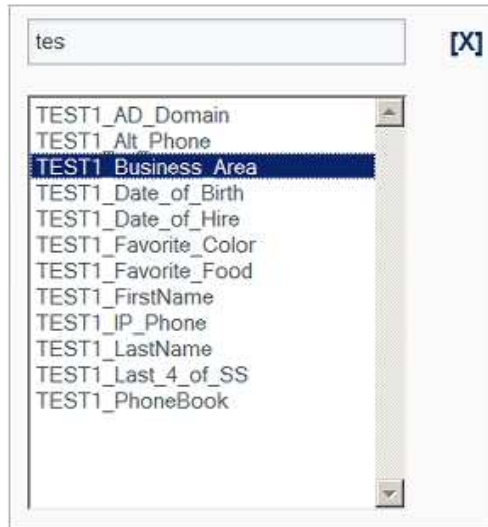 tes
[X]
TEST1_AD_Domain
TEST1_Alt_Phone
TEST1_Business_Area
TEST1_Date_of_Birth
TEST1_Date_of_Hire
TEST1_Favorite_Color
TEST1_Favorite_Food
TEST1_FirstName
TEST1_IP_Phone
TEST1_LastName
TEST1_Last_4_of_SS
TEST1_PhoneBook